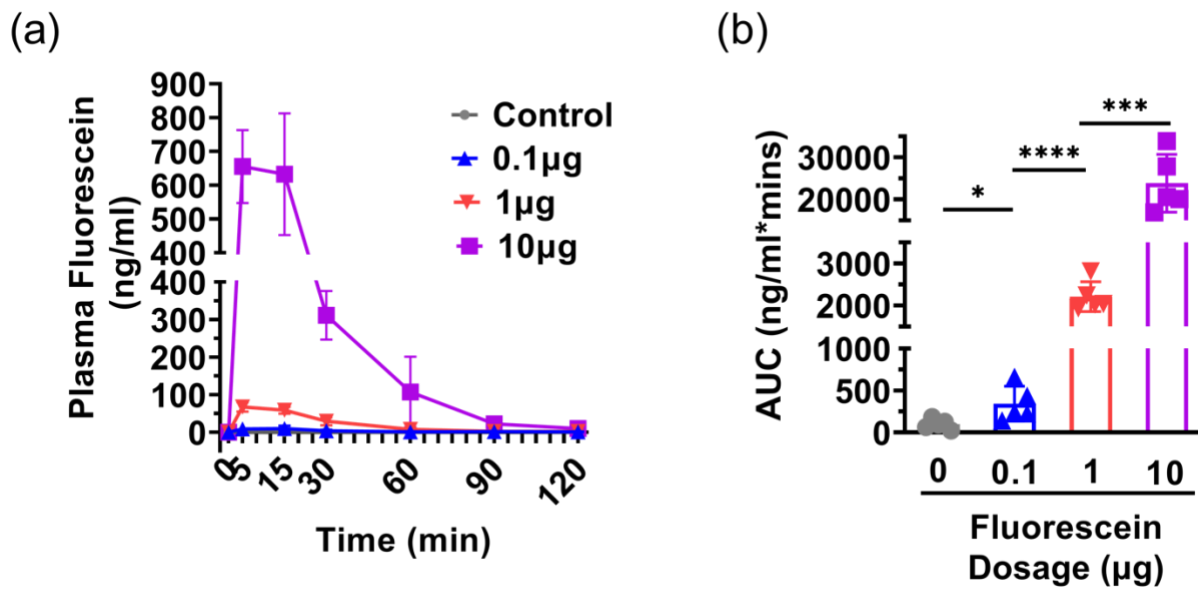 (a)
Plasma Fluorescein
(ng/ml)
900
800
700
600
500
400
400
300
200
100
0
0
5
15
30
60
90
120
Time (min)
Control
0.1µg
1µg
10µg
(b)
AUC (ng/ml*mins)
30000
20000
3000
2000
1000
500
0
*
****
***
0
0.1
1
10
Fluorescein
Dosage (µg)